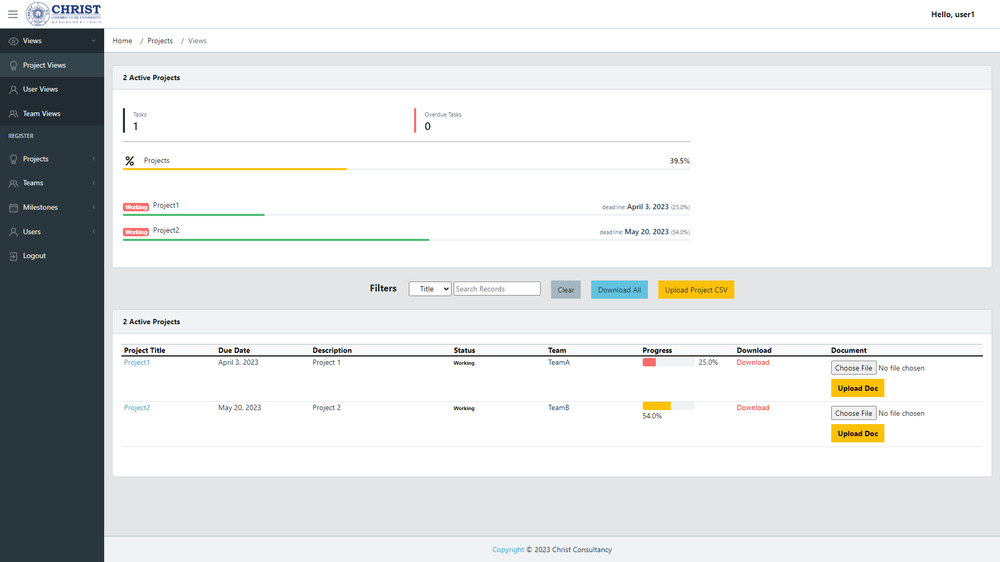 CHRIST
(DEEMED TO BE UNIVERSITY)
BANGALORE · INDIA
Hello, user1
Views
Project Views
User Views
Team Views
REGISTER
Projects
Teams
Milestones
Users
Logout
Home / Projects / Views
2 Active Projects
Tasks
1
Overdue Tasks
0
% Projects 39.5%
Working Project1 deadline: April 3, 2023 (25.0%)
Working Project2 deadline: May 20, 2023 (54.0%)
Filters Title Search Records Clear Download All Upload Project CSV
2 Active Projects
Project Title Due Date Description Status Team Progress Download Document
Project1 April 3, 2023 Project 1 Working TeamA 25.0% Download Choose File No file chosen
Upload Doc
Project2 May 20, 2023 Project 2 Working TeamB 54.0% Download Choose File No file chosen
Upload Doc
Copyright © 2023 Christ Consultancy